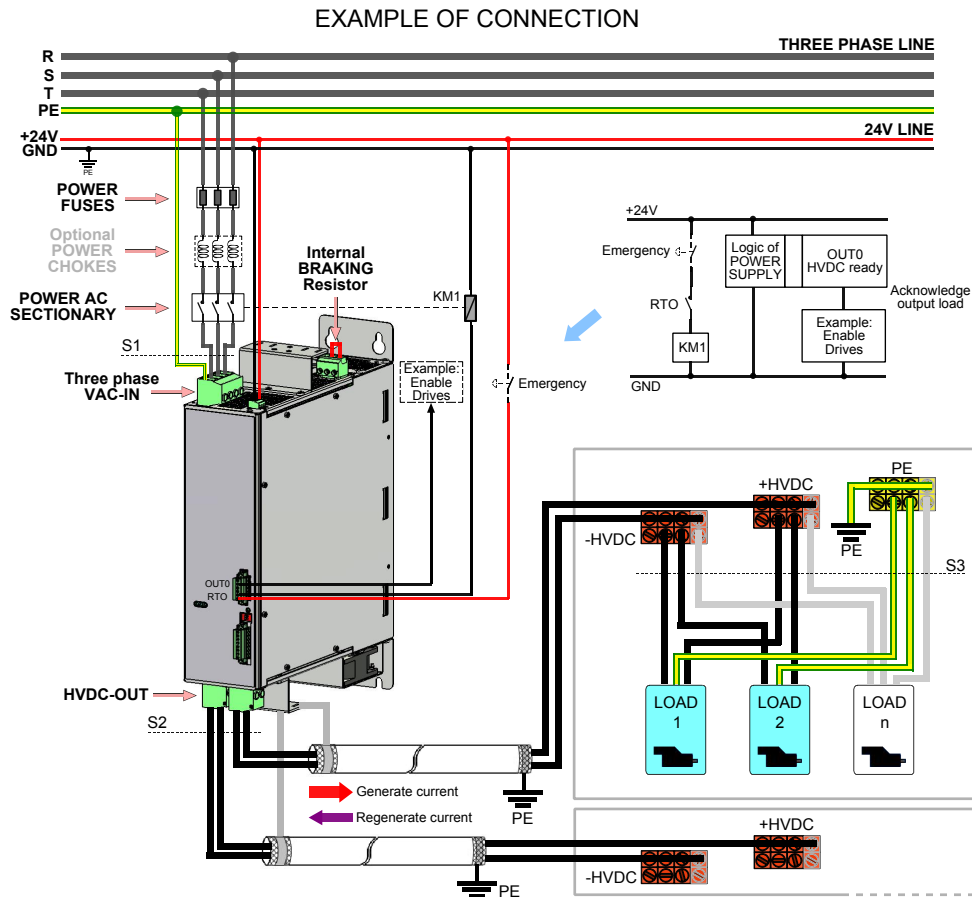 EXAMPLE OF CONNECTION
THREE PHASE LINE
R
S
T
PE
+24V
24V LINE
GND
PE
POWER
FUSES
Optional
POWER
CHOKES
POWER AC
SECTIONARY
Internal
BRAKING
Resistor
KM1
S1
Three phase
VAC-IN
Example:
Enable
Drives
Emergency
+24V
Emergency
Logic of
POWER
SUPPLY
OUT0
HVDC ready
RTO
Acknowledge
output load
KM1
Example:
Enable
Drives
GND
+HVDC
PE
-HVDC
PE
S3
OUT0
RTO
HVDC-OUT
S2
LOAD
1
LOAD
2
LOAD
n
Generate current
PE
Regenerate current
+HVDC
-HVDC
PE